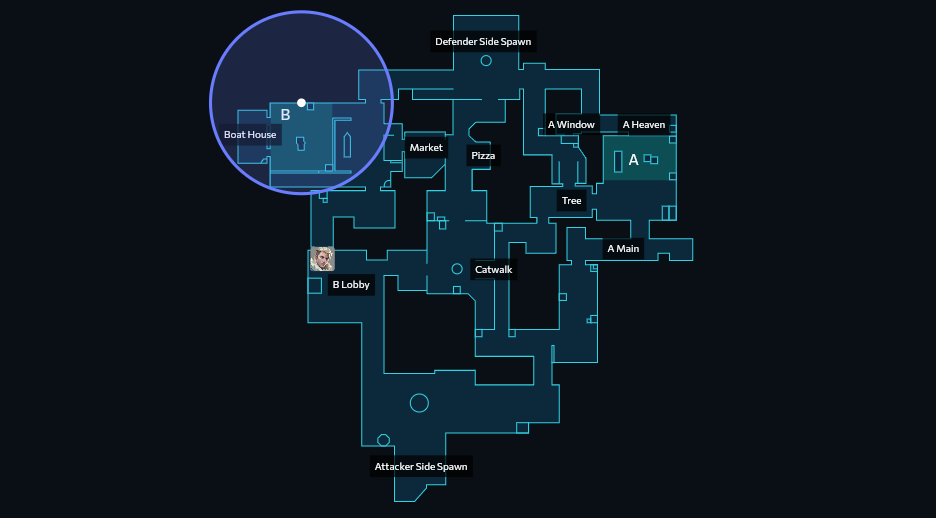 Defender Side Spawn
B
A Window
A Heaven
Boat House
Market
Pizza
A
Tree
A Main
Catwalk
B Lobby
Attacker Side Spawn